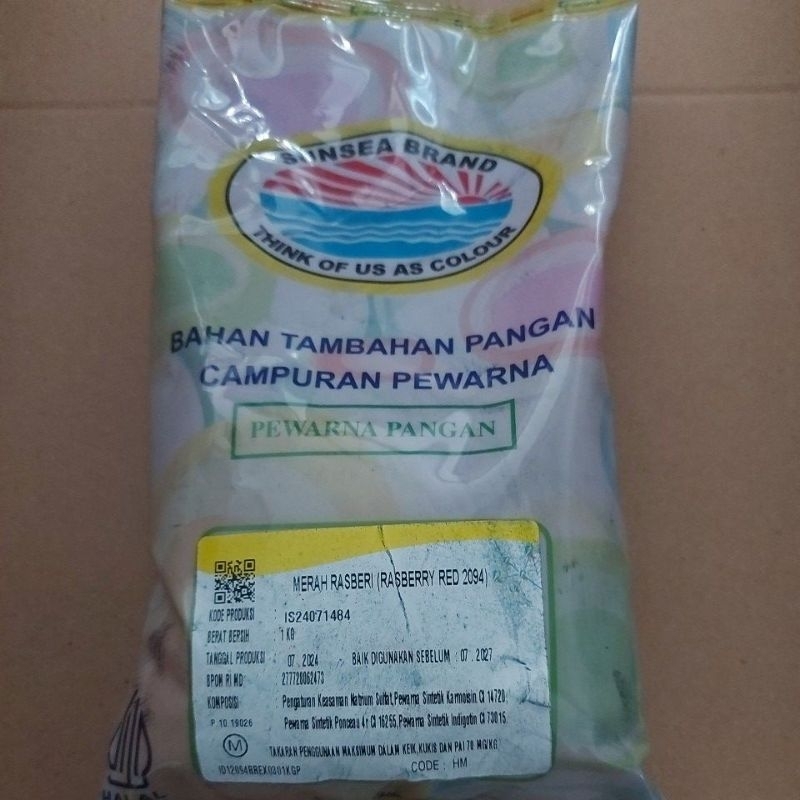 SUNSEA BRAND
THINK OF US AS COLOUR
BAHAN TAMBAHAN PANGAN
CAMPURAN PEWARNA
PEWARNA PANGAN
MERAH RASBERI (RASBERRY RED 2094)
KODE PRODUKSI IS24071484
BERAT BERSIH 1 KG
TANGGAL PRODUKSI 07 . 2024 BAIK DIGUNAKAN SEBELUM : 07 . 2027
BPOM RI MD 277728062473
KOMPOSISI Pengaturan Keasaman Natrium Sulfat,Pewarna Sintetik Karmoisin CI 14720.
P.10.19026 Pewarna Sintetik Ponceau 4r CI 16255,Pewarna Sintetik Indigotin CI 73015.
M TAKARAN PENGGUNAAN MAKSIMUM DALAM KEIK,KUKIS DAN PAI 70 MG/KG
CODE : HM
HALAL